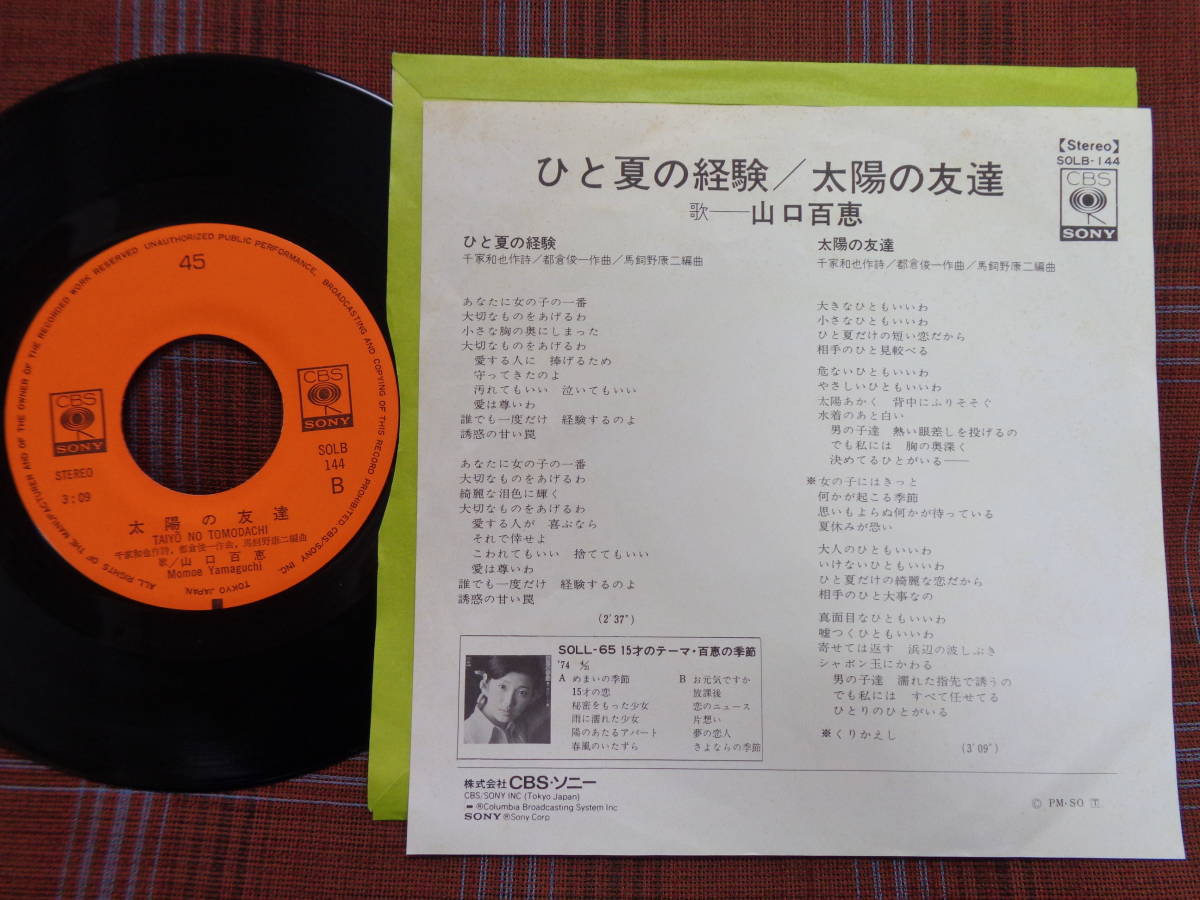 45
UNAUTHORIZED PUBLIC PERFORMANCE, BROADCASTING AND COPYING OF THIS RECORD PROHIBITED. CBS/SONY INC. TOKYO JAPAN.
ALL RIGHTS OF THE MANUFACTURER AND OF THE OWNER OF THE RECORDED WORK RESERVED
CBS
SONY
CBS
SONY
STEREO
3:09
SOLB
144
B
太陽の友達
TAIYO NO TOMODACHI
千家和也作詩，都倉俊一作曲，馬飼野康二編曲
歌／山口百恵
Momoe Yamaguchi
【Stereo】
SOLB-144
CBS
SONY
ひと夏の経験／太陽の友達
歌──山口百恵
ひと夏の経験
千家和也作詩／都倉俊一作曲／馬飼野康二編曲
あなたに女の子の一番
大切なものをあげるわ
小さな胸の奥にしまった
大切なものをあげるわ
愛する人に　捧げるため
守ってきたのよ
汚れてもいい　泣いてもいい
愛は尊いわ
誰でも一度だけ　経験するのよ
誘惑の甘い罠
あなたに女の子の一番
大切なものをあげるわ
綺麗な泪色に輝く
大切なものをあげるわ
愛する人が　喜ぶなら
それで倖せよ
こわれてもいい　捨ててもいい
愛は尊いわ
誰でも一度だけ　経験するのよ
誘惑の甘い罠
(2'37")
太陽の友達
千家和也作詩／都倉俊一作曲／馬飼野康二編曲
大きなひともいいわ
小さなひともいいわ
ひと夏だけの短い恋だから
相手のひと見較べる
危ないひともいいわ
やさしいひともいいわ
太陽あかく　背中にふりそそぐ
水着のあと白い
男の子達　熱い眼差しを投げるの
でも私には　胸の奥深く
決めてるひとがいる──
※女の子にはきっと
何かが起こる季節
思いもよらぬ何かが待っている
夏休みが恐い
大人のひともいいわ
いけないひともいいわ
ひと夏だけの綺麗な恋だから
相手のひと大事なの
真面目なひともいいわ
嘘つくひともいいわ
寄せては返す　浜辺の波しぶき
シャボン玉にかわる
男の子達　濡れた指先で誘うの
でも私には　すべて任せてる
ひとりのひとがいる
※くりかえし
(3'09")
SOLL-65 15才のテーマ・百恵の季節
'74
A めまいの季節
15才の恋
秘密をもった少女
雨に濡れた少女
陽のあたるアパート
春風のいたずら
B お元気ですか
放課後
恋のニュース
片想い
夢の恋人
さよならの季節
株式会社CBS・ソニー
CBS/SONY INC (Tokyo Japan)
®Columbia Broadcasting System Inc
SONY ®Sony Corp
© PM・SO T